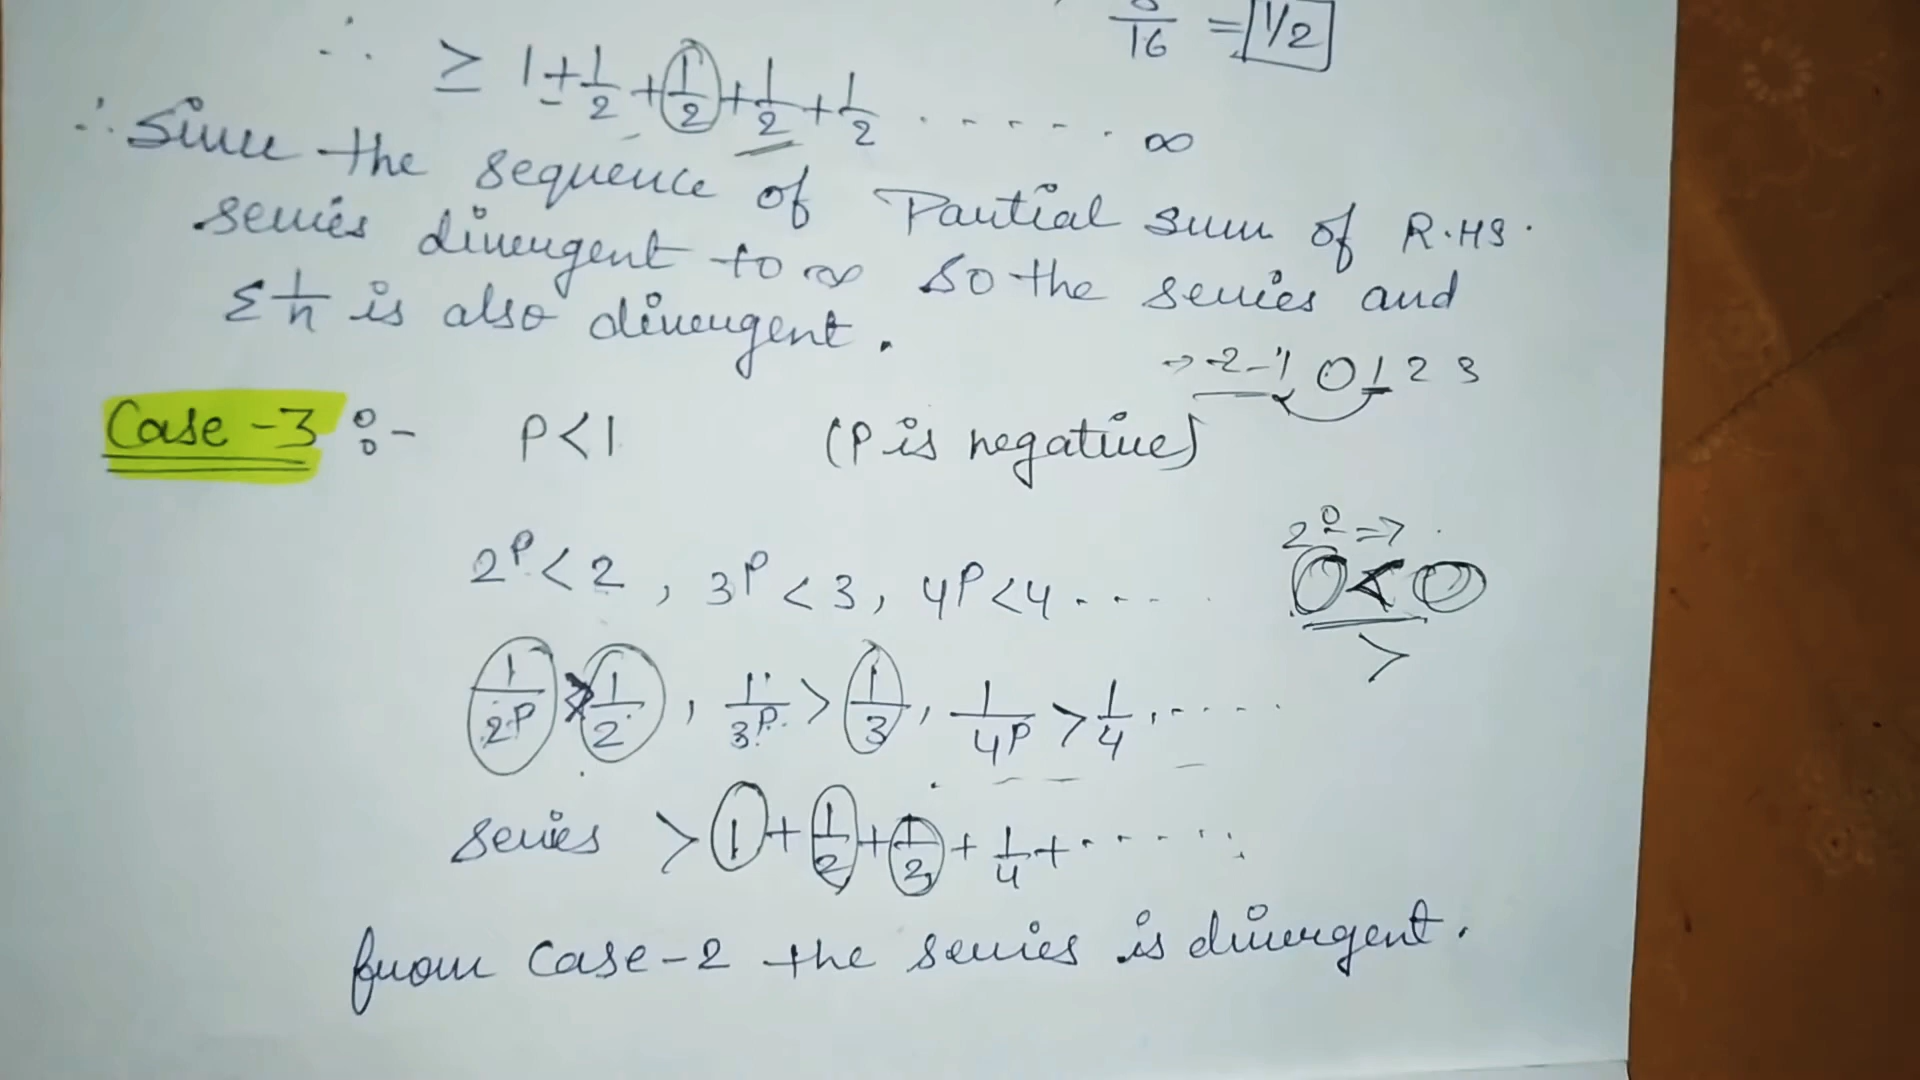 /16 = 1/2
∴ ≥ 1 + 1/2 + 1/2 + 1/2 + 1/2 ...... ∞
∴ Since the sequence of Partial sum of R.HS.
series divergent to ∞ so the series and
Σ1/n is also divergent.
→ -2 -1 0 1 2 3
Case-3 :- P<1 (P is negative)
2^0 ⇒
2^P < 2 , 3^P < 3, 4^P < 4 ....
0 < 0
>
1/2^P > 1/2 , 1/3^P > 1/3 , 1/4^P > 1/4 , .....
series > 1 + 1/2 + 1/2 + 1/4 + ......
from case-2 the series is divergent.